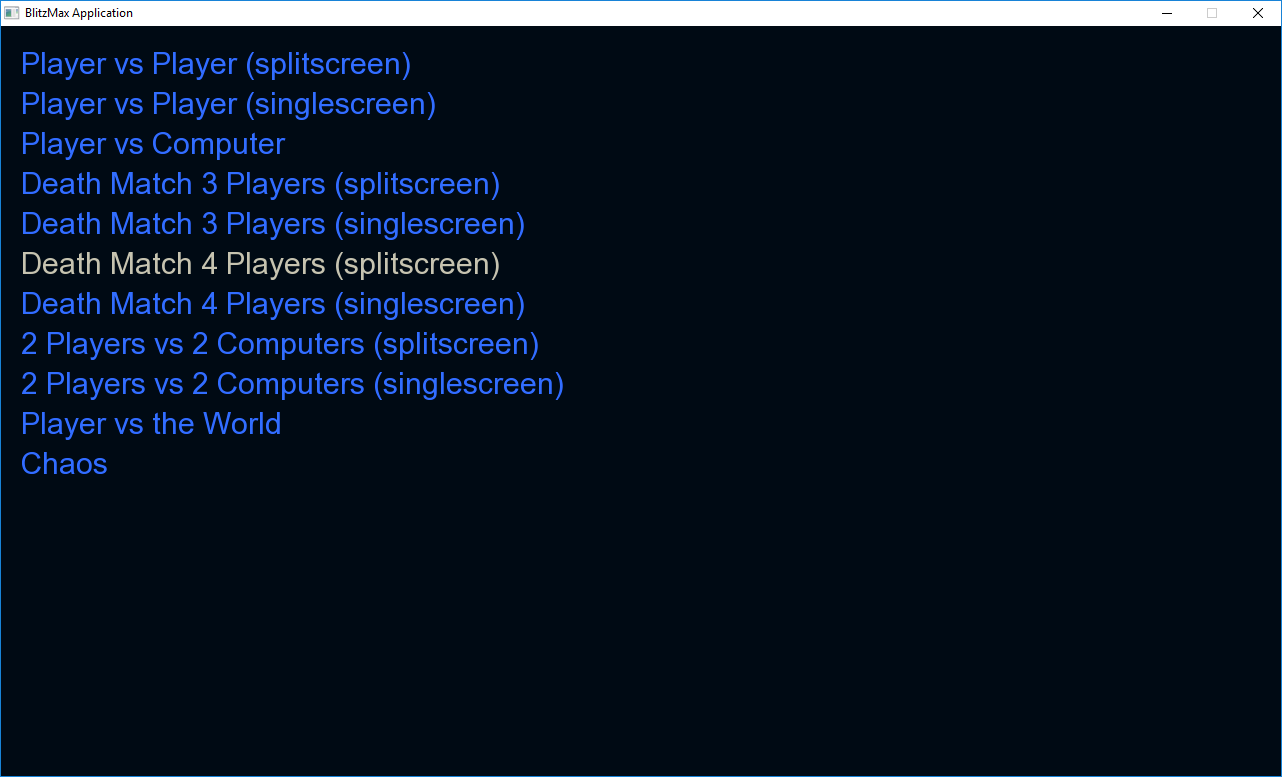 BlitzMax Application
Player vs Player (splitscreen)
Player vs Player (singlescreen)
Player vs Computer
Death Match 3 Players (splitscreen)
Death Match 3 Players (singlescreen)
Death Match 4 Players (splitscreen)
Death Match 4 Players (singlescreen)
2 Players vs 2 Computers (splitscreen)
2 Players vs 2 Computers (singlescreen)
Player vs the World
Chaos